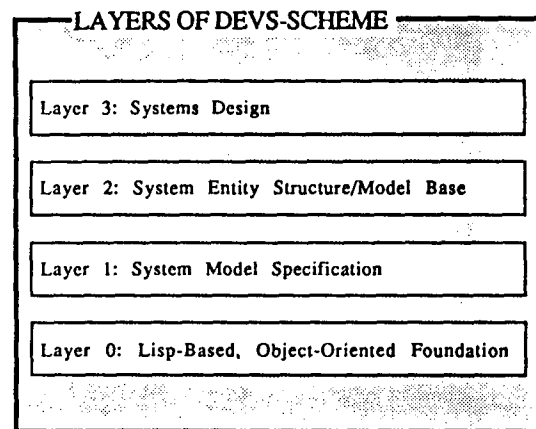 LAYERS OF DEVS-SCHEME
Layer 3: Systems Design
Layer 2: System Entity Structure/Model Base
Layer 1: System Model Specification
Layer 0: Lisp-Based, Object-Oriented Foundation